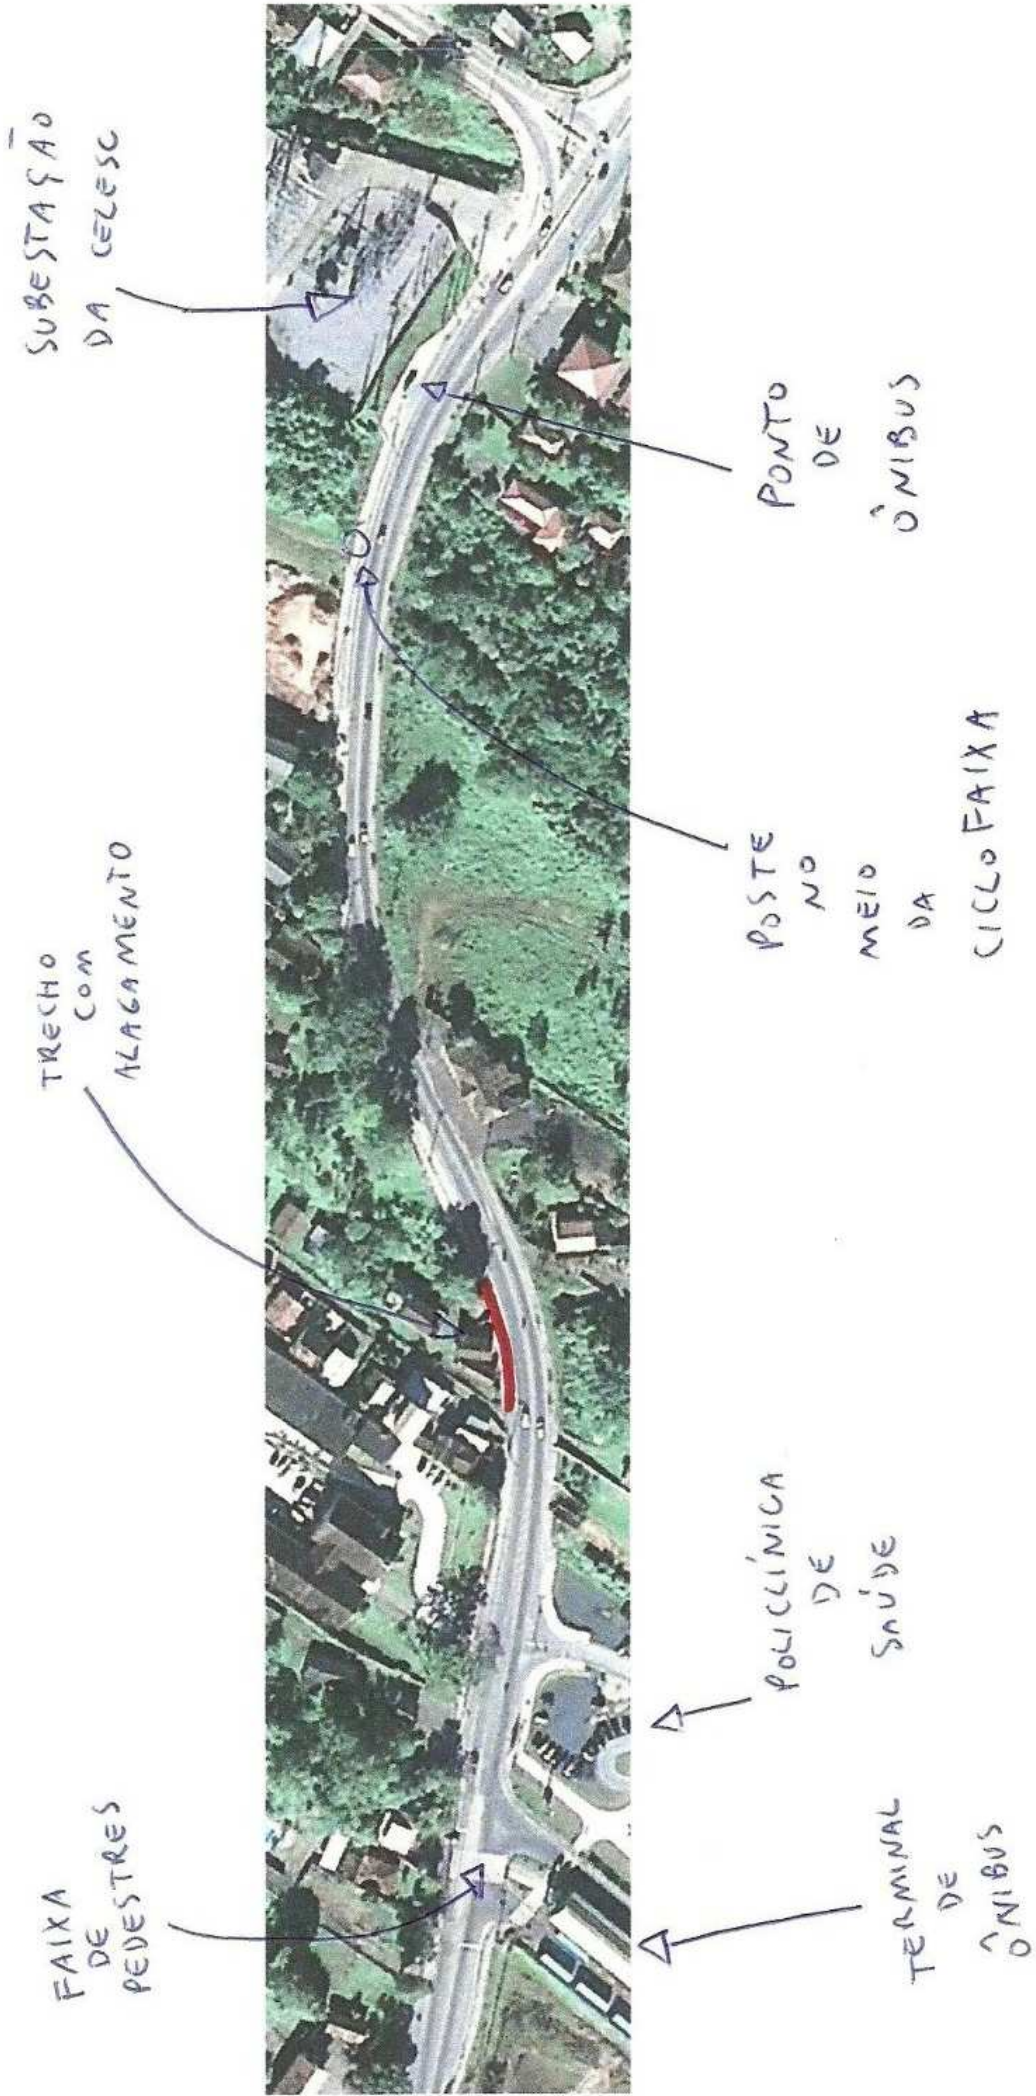 FAIXA
DE
PEDESTRES
TRECHO
COM
ALAGAMENTO
SUBESTAÇÃO
DA CELESC
TERMINAL
DE
ÔNIBUS
POLICLÍNICA
DE
SAÚDE
POSTE
NO
MEIO
DA
CICLOFAIXA
PONTO
DE
ÔNIBUS